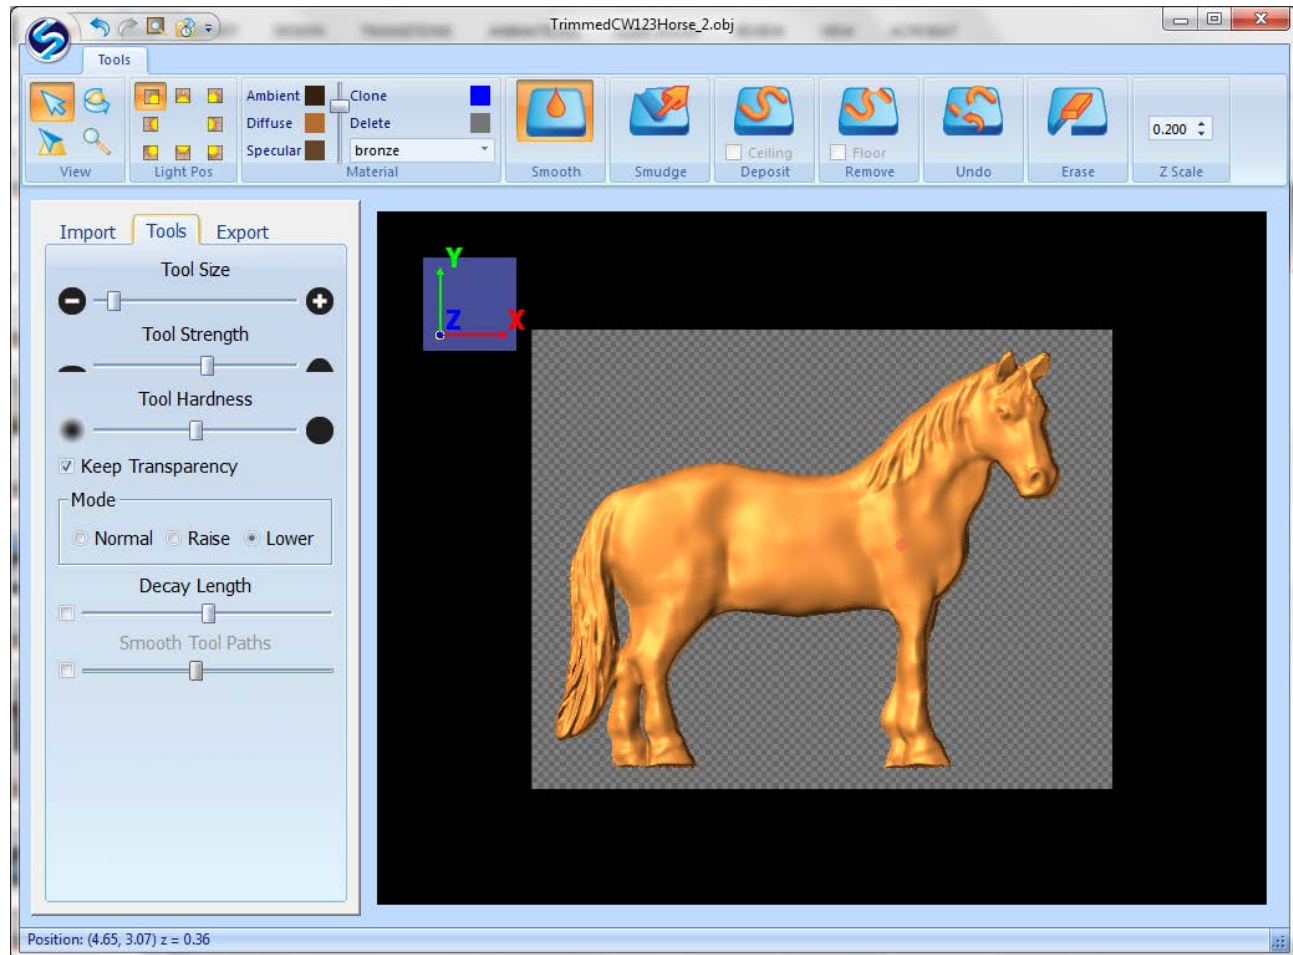 TrimmedCW123Horse_2.obj
Tools
Ambient
Clone
Diffuse
Delete
Specular
bronze
0.200
Ceiling
Floor
View
Light Pos
Material
Smooth
Smudge
Deposit
Remove
Undo
Erase
Z Scale
Import Tools Export
Tool Size
Tool Strength
Tool Hardness
Keep Transparency
Mode
Normal Raise Lower
Decay Length
Smooth Tool Paths
Y
Z
X
Position: (4.65, 3.07) z = 0.36